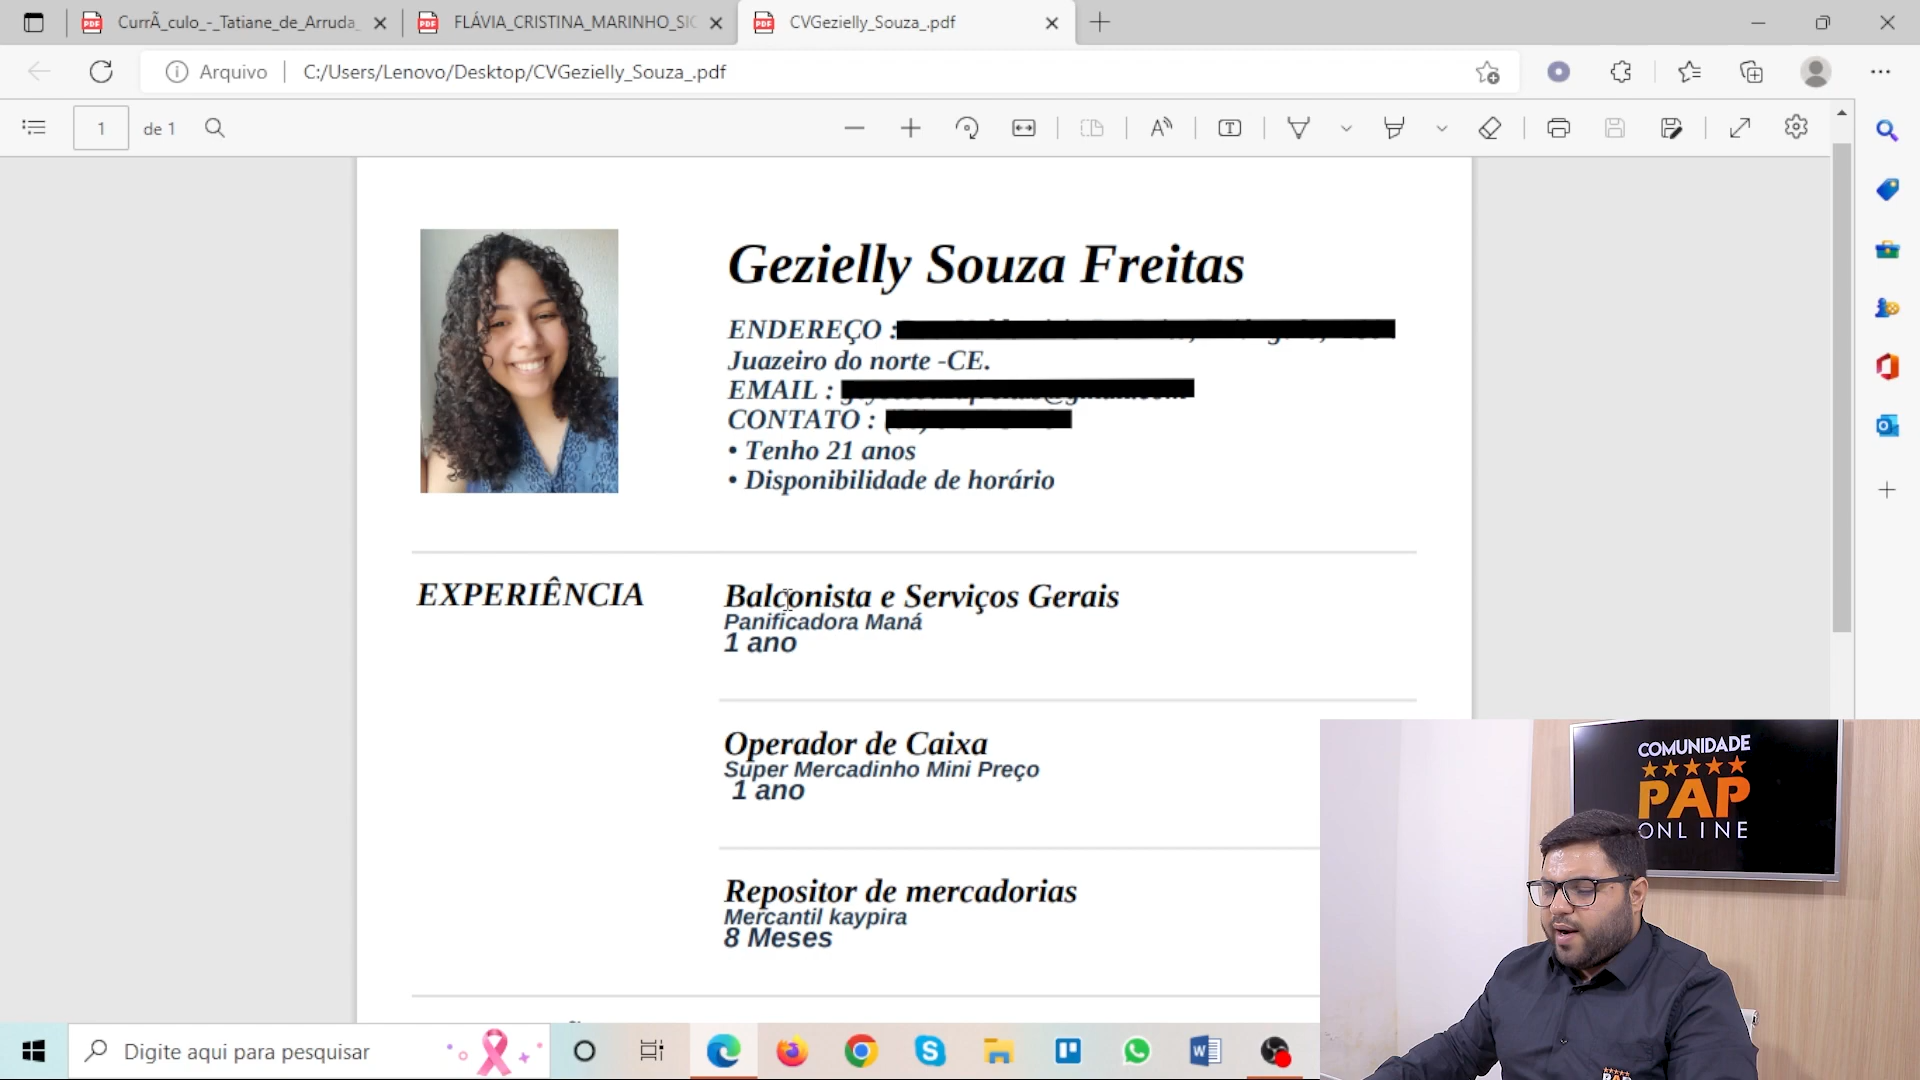 CurrÃ_culo_-_Tatiane_de_Arruda_
FLÁVIA_CRISTINA_MARINHO_SIC
CVGezielly_Souza_.pdf
Arquivo
C:/Users/Lenovo/Desktop/CVGezielly_Souza_.pdf
1 de 1
Gezielly Souza Freitas
ENDEREÇO :
Juazeiro do norte -CE.
EMAIL :
CONTATO :
• Tenho 21 anos
• Disponibilidade de horário
EXPERIÊNCIA
Balconista e Serviços Gerais
Panificadora Maná
1 ano
Operador de Caixa
Super Mercadinho Mini Preço
1 ano
Repositor de mercadorias
Mercantil kaypira
8 Meses
COMUNIDADE
PAP
ONLINE
PAP
Digite aqui para pesquisar